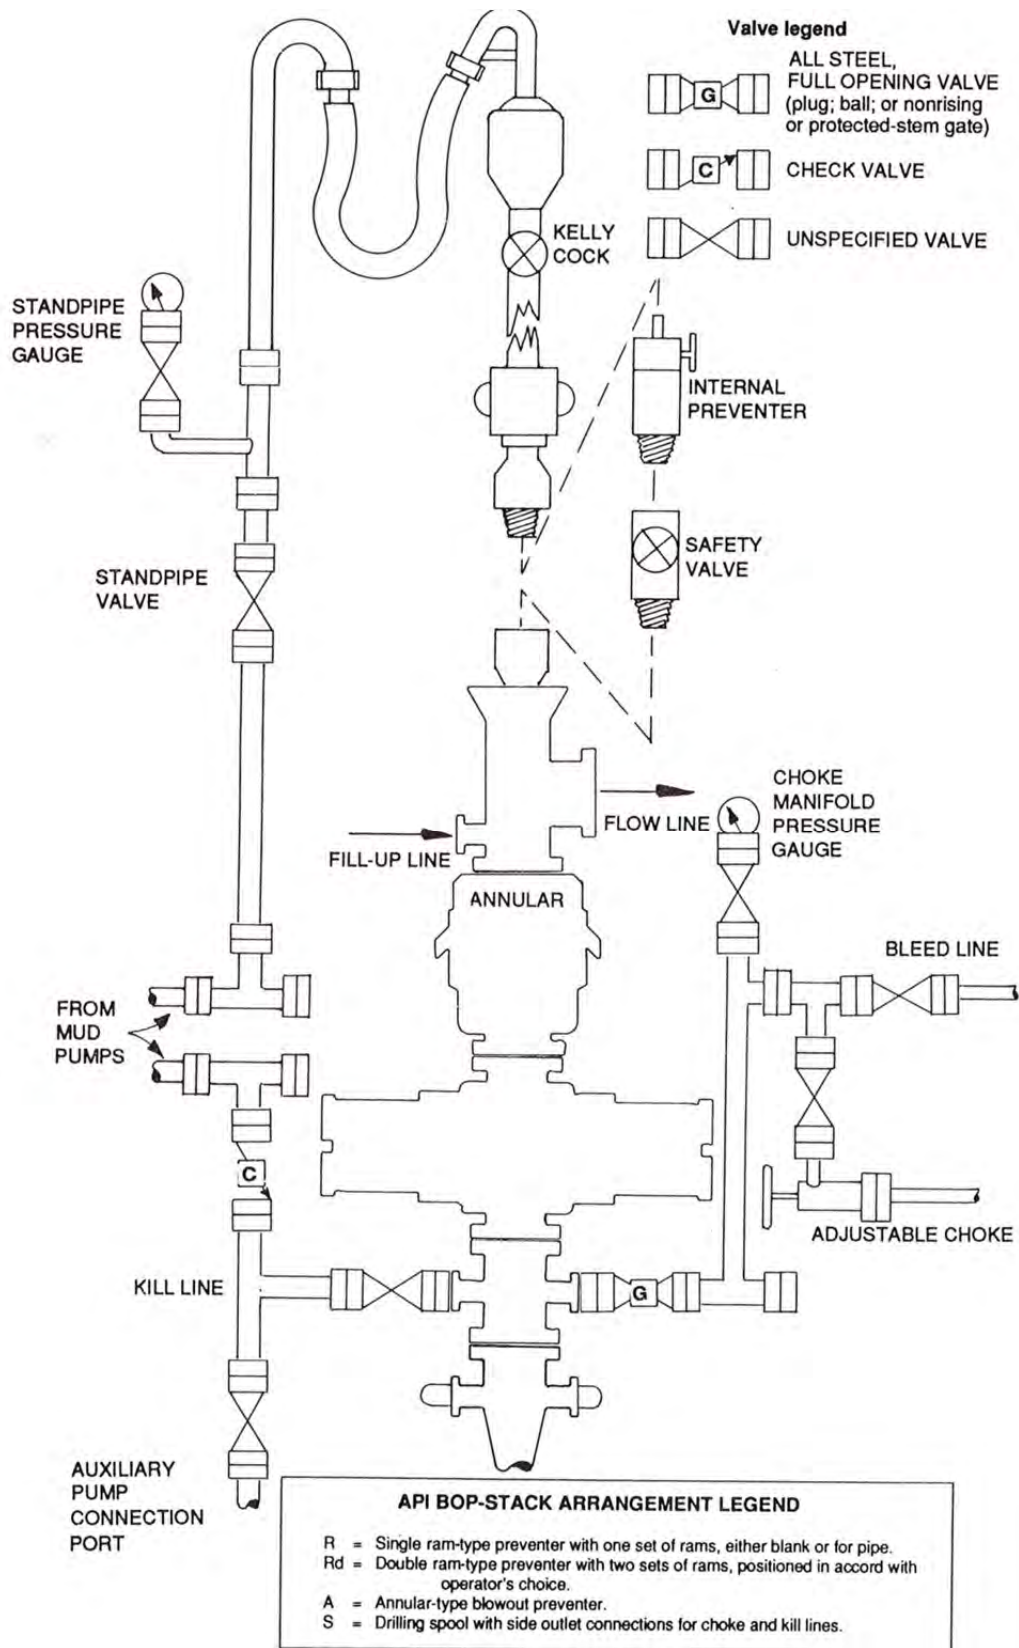 Valve legend
ALL STEEL,
FULL OPENING VALVE
(plug; ball; or nonrising
or protected-stem gate)
G
C
CHECK VALVE
UNSPECIFIED VALVE
KELLY
COCK
STANDPIPE
PRESSURE
GAUGE
INTERNAL
PREVENTER
SAFETY
VALVE
STANDPIPE
VALVE
CHOKE
MANIFOLD
PRESSURE
GAUGE
FLOW LINE
FILL-UP LINE
ANNULAR
BLEED LINE
FROM
MUD
PUMPS
C
ADJUSTABLE CHOKE
KILL LINE
G
AUXILIARY
PUMP
CONNECTION
PORT
API BOP-STACK ARRANGEMENT LEGEND
R = Single ram-type preventer with one set of rams, either blank or for pipe.
Rd = Double ram-type preventer with two sets of rams, positioned in accord with
operator's choice.
A = Annular-type blowout preventer.
S = Drilling spool with side outlet connections for choke and kill lines.